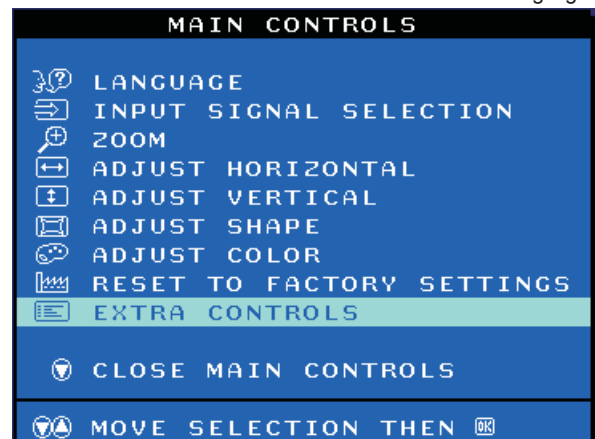 MAIN CONTROLS
LANGUAGE
INPUT SIGNAL SELECTION
ZOOM
ADJUST HORIZONTAL
ADJUST VERTICAL
ADJUST SHAPE
ADJUST COLOR
RESET TO FACTORY SETTINGS
EXTRA CONTROLS
CLOSE MAIN CONTROLS
MOVE SELECTION THEN OK